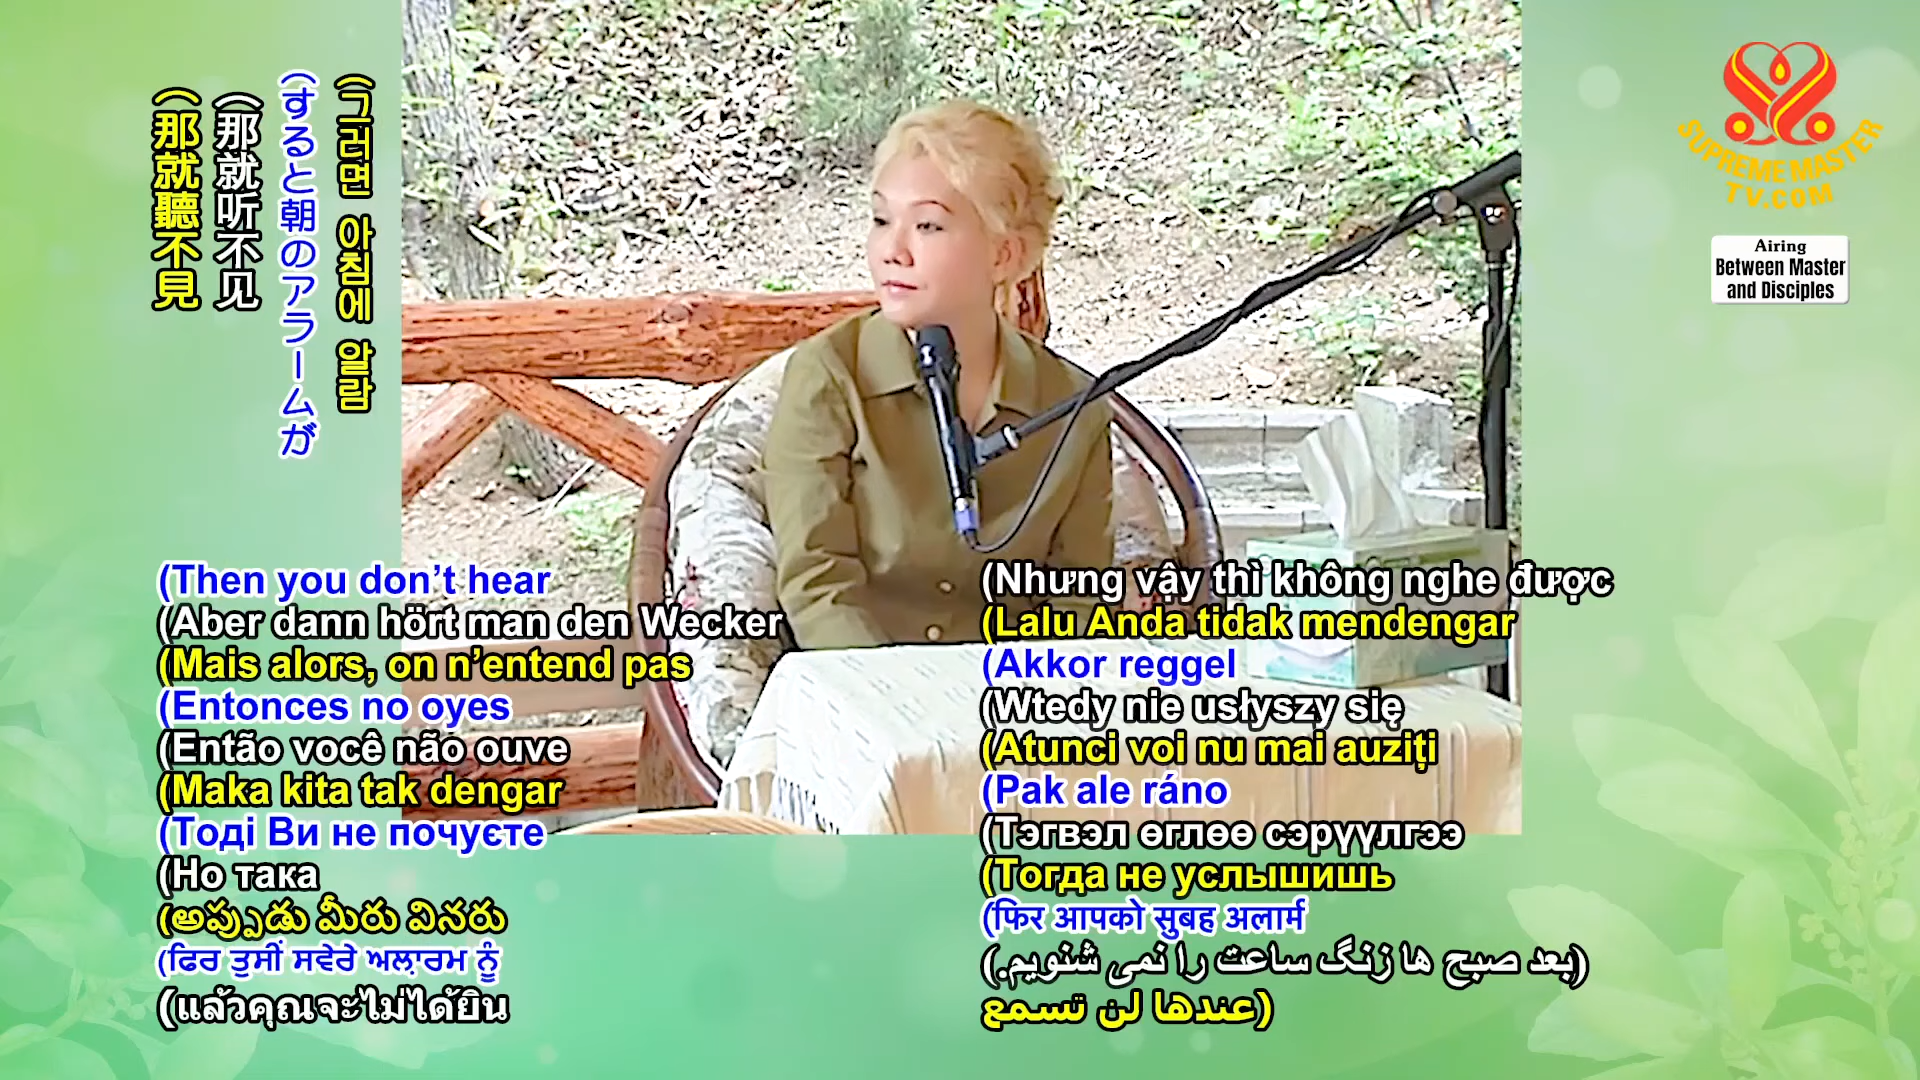 (那就聽不見
(那就听不见
(すると朝のアラームが
(그러면 아침에 알람
SUPREME MASTER
TV.COM
Airing
Between Master
and Disciples
(Then you don’t hear
(Aber dann hört man den Wecker
(Mais alors, on n’entend pas
(Entonces no oyes
(Então você não ouve
(Maka kita tak dengar
(Тоді Ви не почуєте
(Но така
(అప్పుడు మీరు వినరు
(ਫਿਰ ਤੁਸੀਂ ਸਵੇਰੇ ਅਲਾਰਮ ਨੂੰ
(แล้วคุณจะไม่ได้ยิน
(Nhưng vậy thì không nghe được
(Lalu Anda tidak mendengar
(Akkor reggel
(Wtedy nie usłyszy się
(Atunci voi nu mai auziți
(Pak ale ráno
(Тэгвэл өглөө сэрүүлгээ
(Тогда не услышишь
(फिर आपको सुबह अलार्म
(بعد صبح ها زنگ ساعت را نمی شنویم.)
(عندها لن تسمع